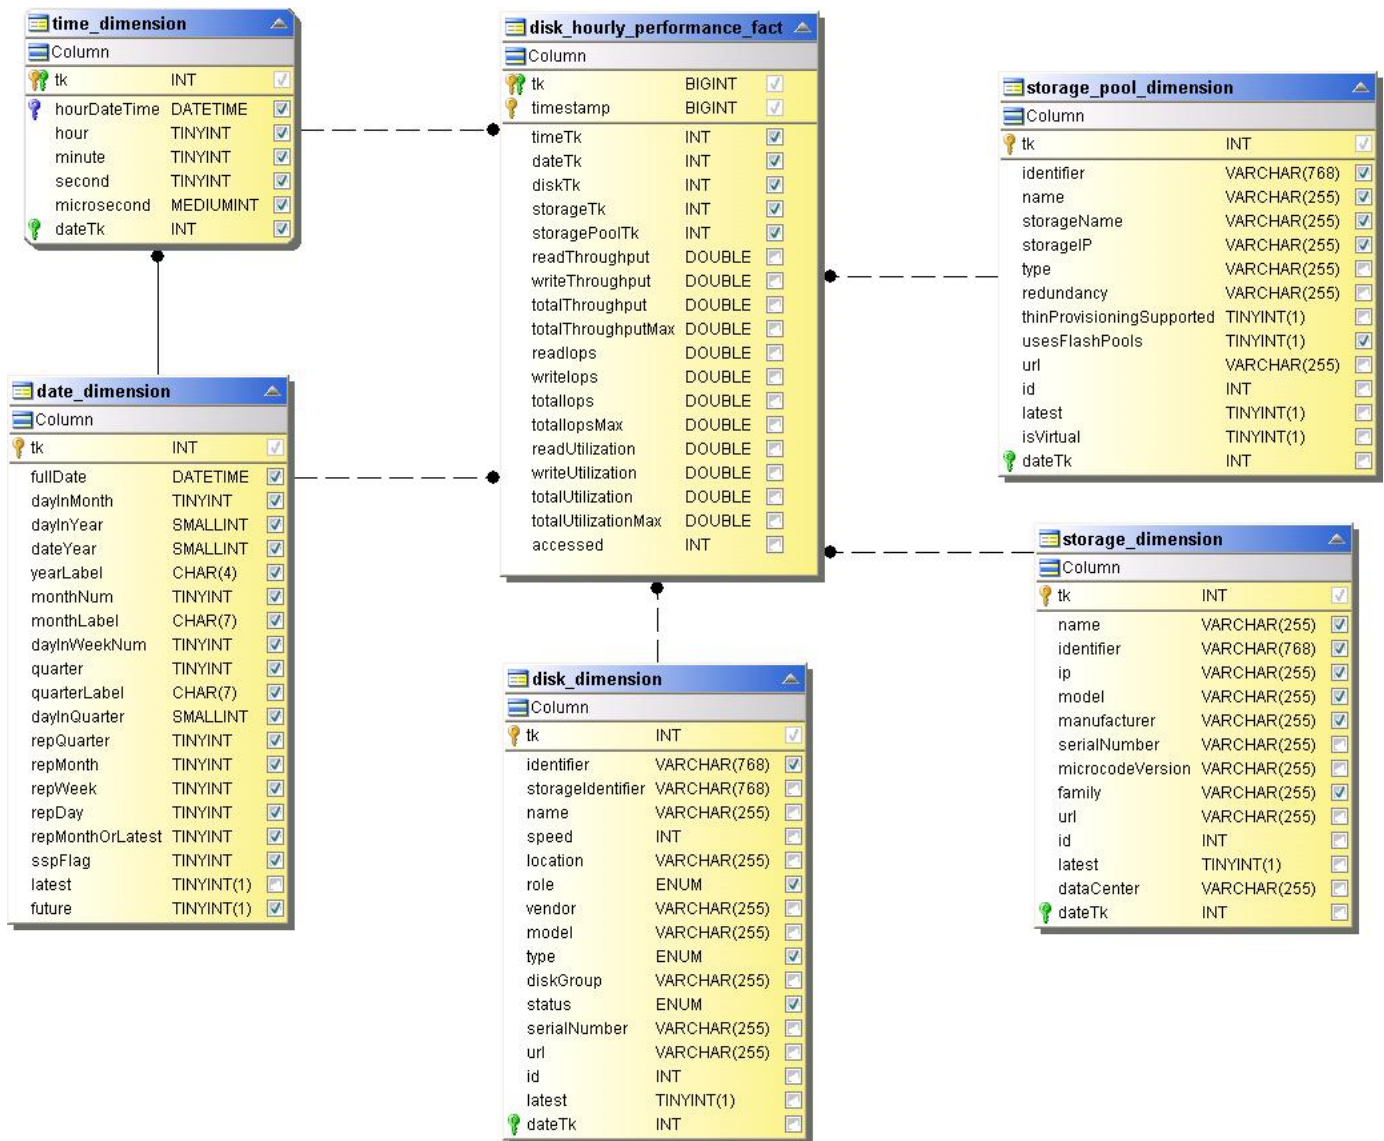 time_dimension
Column
tk INT
hourDateTime DATETIME
hour TINYINT
minute TINYINT
second TINYINT
microsecond MEDIUMINT
dateTk INT
disk_hourly_performance_fact
Column
tk BIGINT
timestamp BIGINT
timeTk INT
dateTk INT
diskTk INT
storageTk INT
storagePoolTk INT
readThroughput DOUBLE
writeThroughput DOUBLE
totalThroughput DOUBLE
totalThroughputMax DOUBLE
readIops DOUBLE
writeIops DOUBLE
totalIops DOUBLE
totalIopsMax DOUBLE
readUtilization DOUBLE
writeUtilization DOUBLE
totalUtilization DOUBLE
totalUtilizationMax DOUBLE
accessed INT
storage_pool_dimension
Column
tk INT
identifier VARCHAR(768)
name VARCHAR(255)
storageName VARCHAR(255)
storageIP VARCHAR(255)
type VARCHAR(255)
redundancy VARCHAR(255)
thinProvisioningSupported TINYINT(1)
usesFlashPools TINYINT(1)
url VARCHAR(255)
id INT
latest TINYINT(1)
isVirtual TINYINT(1)
dateTk INT
date_dimension
Column
tk INT
fullDate DATETIME
dayInMonth TINYINT
dayInYear SMALLINT
dateYear SMALLINT
yearLabel CHAR(4)
monthNum TINYINT
monthLabel CHAR(7)
dayInWeekNum TINYINT
quarter TINYINT
quarterLabel CHAR(7)
dayInQuarter SMALLINT
repQuarter TINYINT
repMonth TINYINT
repWeek TINYINT
repDay TINYINT
repMonthOrLatest TINYINT
sspFlag TINYINT
latest TINYINT(1)
future TINYINT(1)
storage_dimension
Column
tk INT
name VARCHAR(255)
identifier VARCHAR(768)
ip VARCHAR(255)
model VARCHAR(255)
manufacturer VARCHAR(255)
serialNumber VARCHAR(255)
microcodeVersion VARCHAR(255)
family VARCHAR(255)
url VARCHAR(255)
id INT
latest TINYINT(1)
dataCenter VARCHAR(255)
dateTk INT
disk_dimension
Column
tk INT
identifier VARCHAR(768)
storageIdentifier VARCHAR(768)
name VARCHAR(255)
speed INT
location VARCHAR(255)
role ENUM
vendor VARCHAR(255)
model VARCHAR(255)
type ENUM
diskGroup VARCHAR(255)
status ENUM
serialNumber VARCHAR(255)
url VARCHAR(255)
id INT
latest TINYINT(1)
dateTk INT